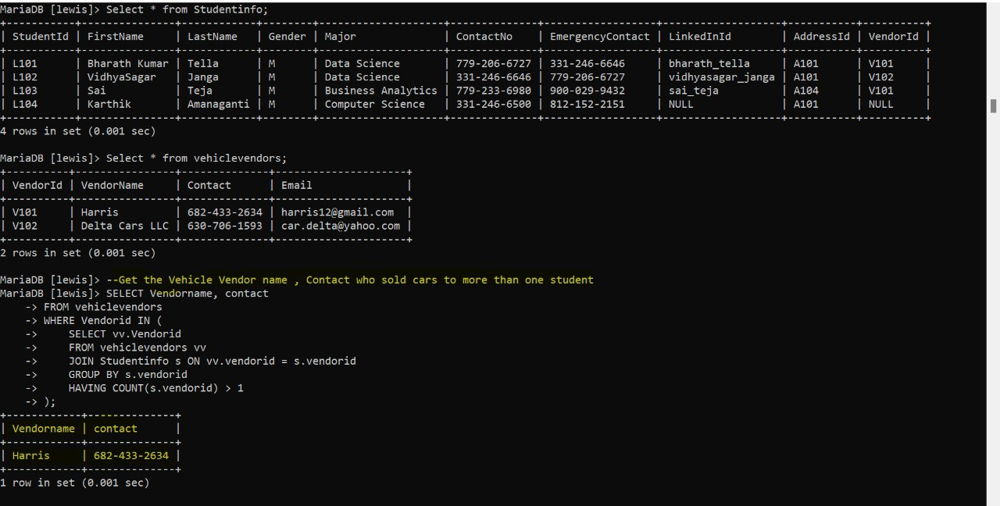 MariaDB [lewis]> Select * from Studentinfo;
+-----------+---------------+------------+--------+--------------------+--------------+------------------+------------------+-----------+----------+
| StudentId | FirstName | LastName | Gender | Major | ContactNo | EmergencyContact | LinkedInId | AddressId | VendorId |
+-----------+---------------+------------+--------+--------------------+--------------+------------------+------------------+-----------+----------+
| L101 | Bharath Kumar | Tella | M | Data Science | 779-206-6727 | 331-246-6646 | bharath_tella | A101 | V101 |
| L102 | VidhyaSagar | Janga | M | Data Science | 331-246-6646 | 779-206-6727 | vidhyasagar_janga | A101 | V102 |
| L103 | Sai | Teja | M | Business Analytics | 779-233-6980 | 900-029-9432 | sai_teja | A104 | V101 |
| L104 | Karthik | Amanaganti | M | Computer Science | 331-246-6500 | 812-152-2151 | NULL | A101 | NULL |
+-----------+---------------+------------+--------+--------------------+--------------+------------------+------------------+-----------+----------+
4 rows in set (0.001 sec)
MariaDB [lewis]> Select * from vehiclevendors;
+----------+----------------+--------------+---------------------+
| VendorId | VendorName | Contact | Email |
+----------+----------------+--------------+---------------------+
| V101 | Harris | 682-433-2634 | harris12@gmail.com |
| V102 | Delta Cars LLC | 630-706-1593 | car.delta@yahoo.com |
+----------+----------------+--------------+---------------------+
2 rows in set (0.001 sec)
MariaDB [lewis]> --Get the Vehicle Vendor name , Contact who sold cars to more than one student
MariaDB [lewis]> SELECT Vendorname, contact
-> FROM vehiclevendors
-> WHERE Vendorid IN (
-> SELECT vv.Vendorid
-> FROM vehiclevendors vv
-> JOIN Studentinfo s ON vv.vendorid = s.vendorid
-> GROUP BY s.vendorid
-> HAVING COUNT(s.vendorid) > 1
-> );
+------------+--------------+
| Vendorname | contact |
+------------+--------------+
| Harris | 682-433-2634 |
+------------+--------------+
1 row in set (0.001 sec)